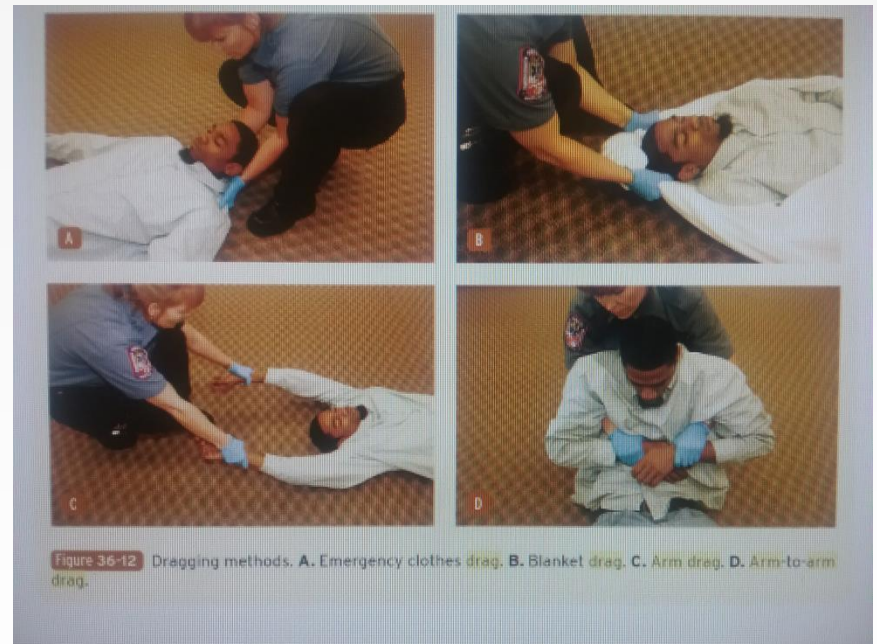 A
B
C
D
Figure 36-12 Dragging methods. A. Emergency clothes drag. B. Blanket drag. C. Arm drag. D. Arm-to-arm
drag.